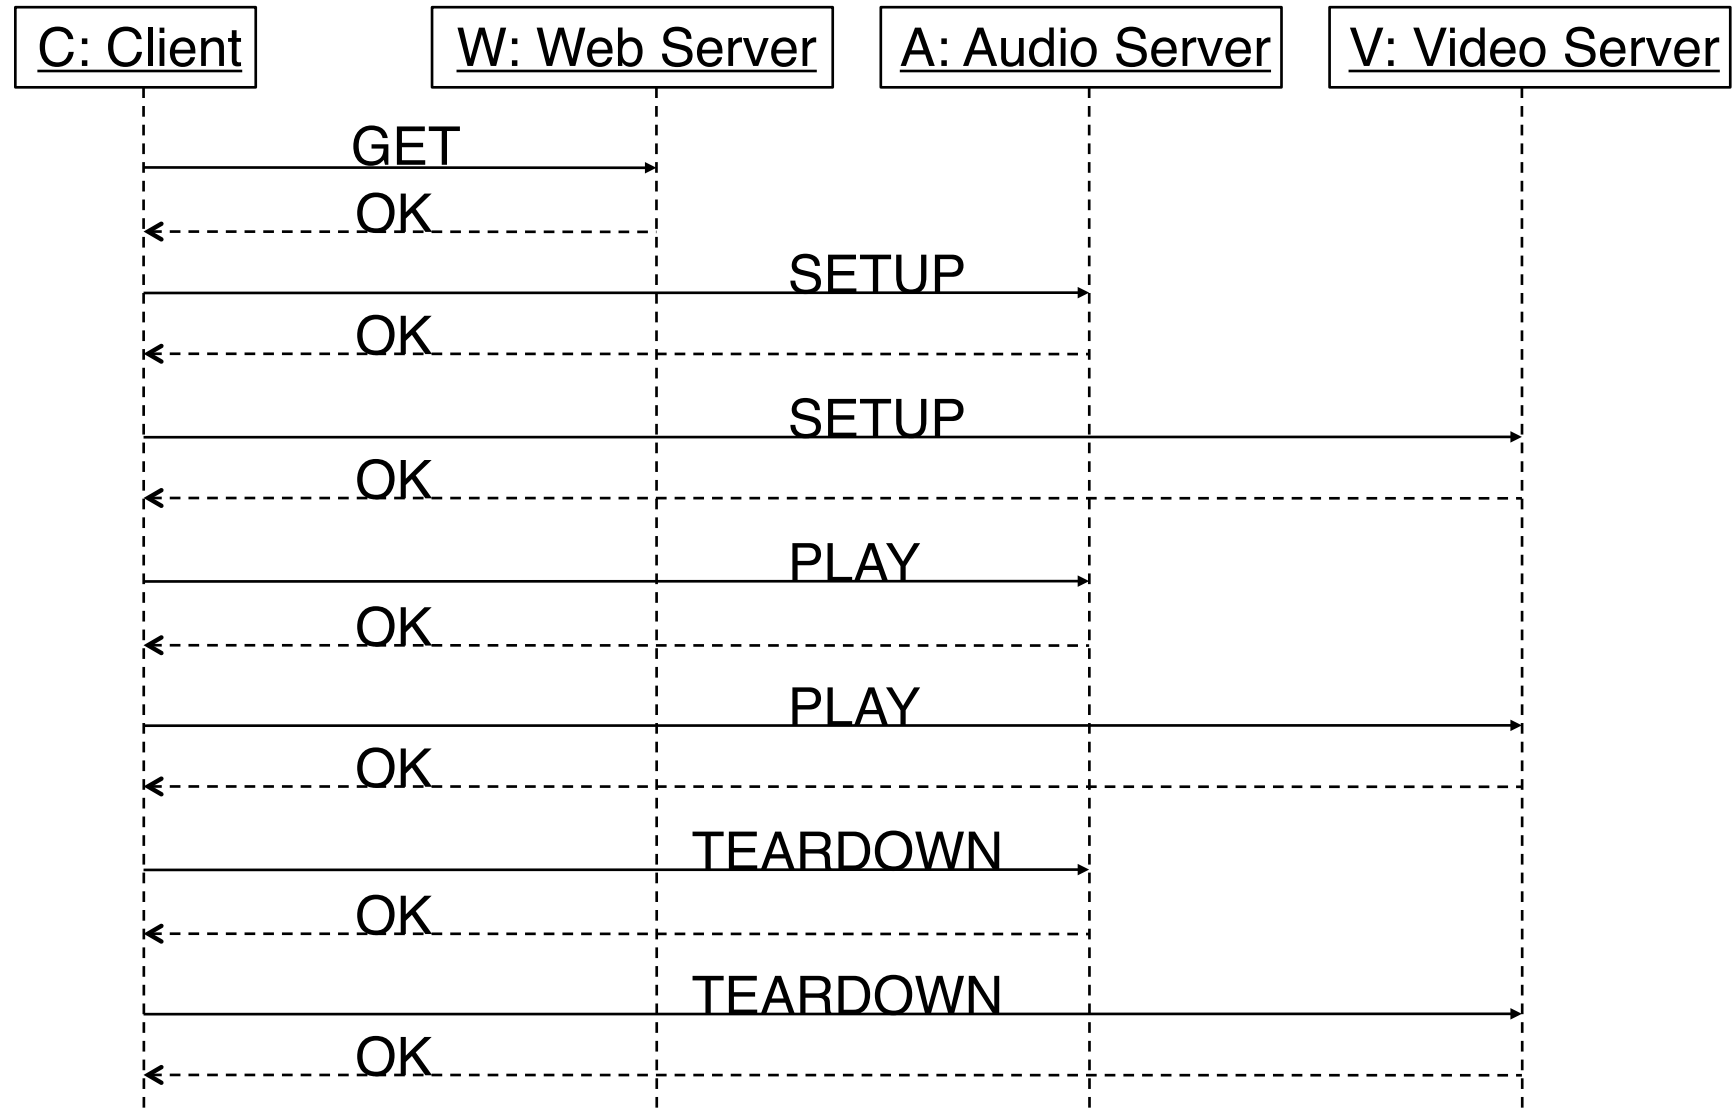 C: Client
W: Web Server
A: Audio Server
V: Video Server
GET
OK
SETUP
OK
SETUP
OK
PLAY
OK
PLAY
OK
TEARDOWN
OK
TEARDOWN
OK